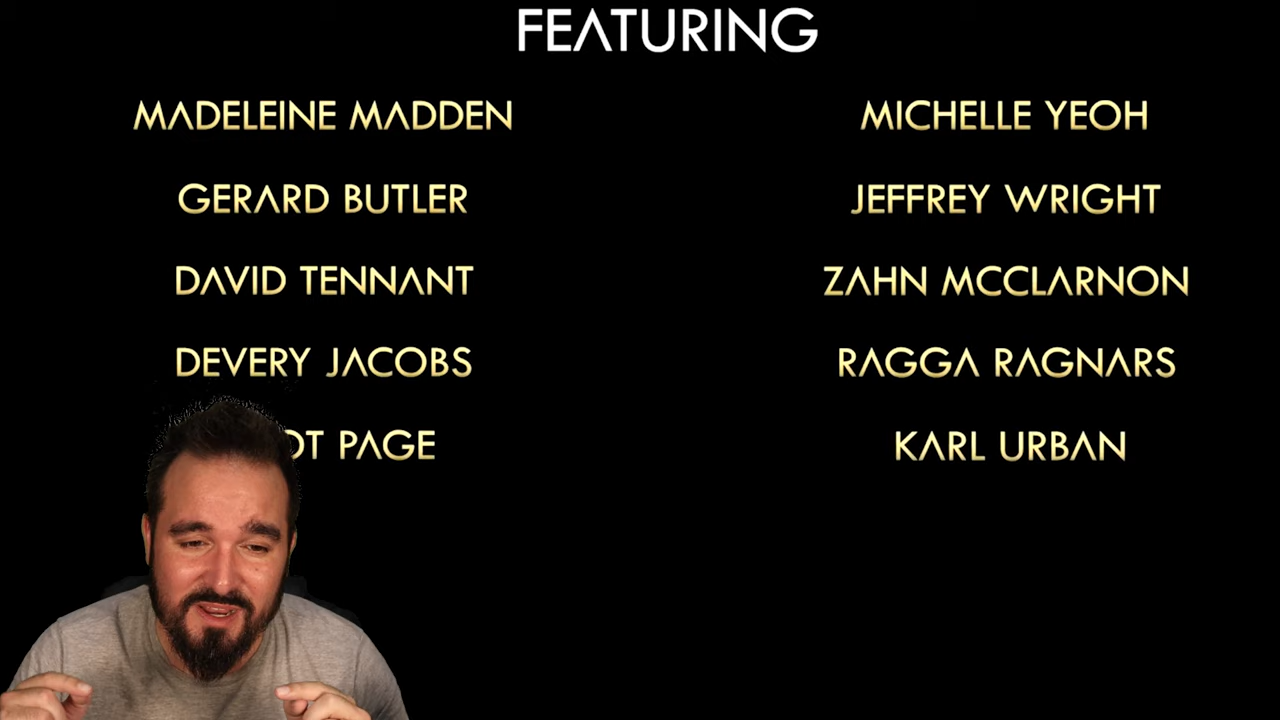 FEATURING
MADELEINE MADDEN
MICHELLE YEOH
GERARD BUTLER
JEFFREY WRIGHT
DAVID TENNANT
ZAHN MCCLARNON
DEVERY JACOBS
RAGGA RAGNARS
PAGE
KARL URBAN